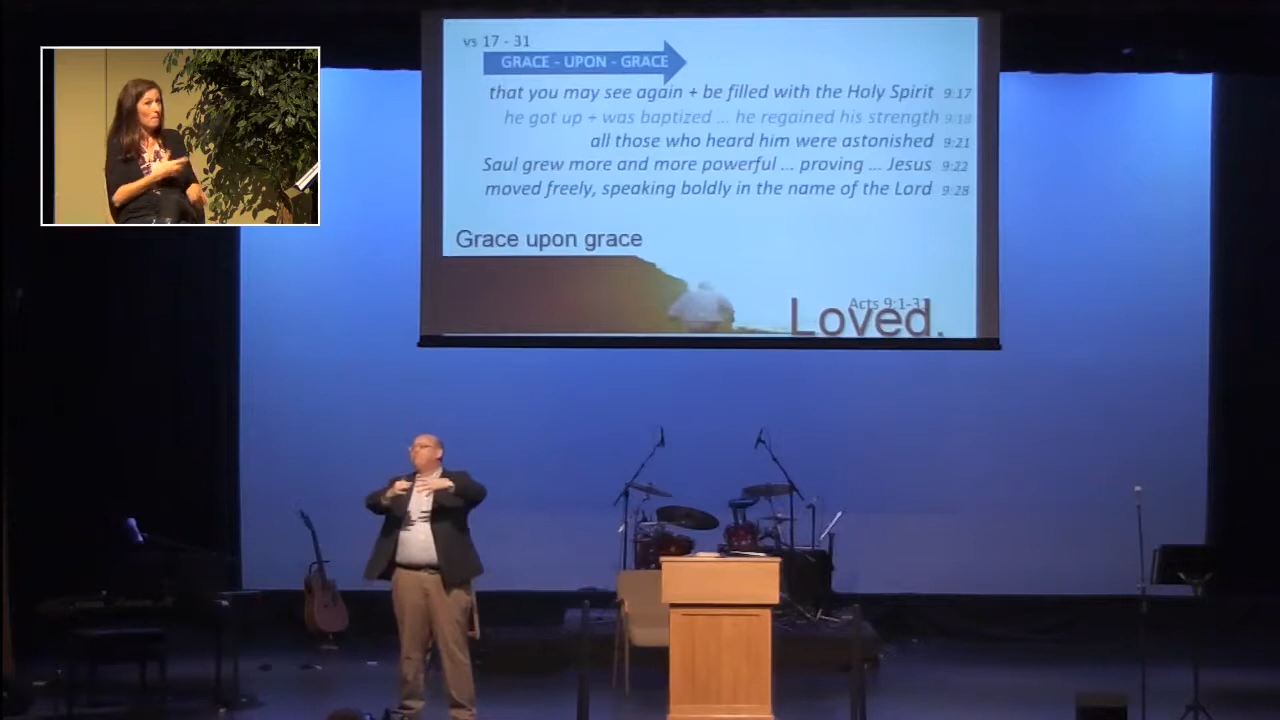 vs 17 - 31
GRACE - UPON - GRACE
that you may see again + be filled with the Holy Spirit 9:17
he got up + was baptized ... he regained his strength 9:18
all those who heard him were astonished 9:21
Saul grew more and more powerful ... proving ... Jesus 9:22
moved freely, speaking boldly in the name of the Lord 9:28
Grace upon grace
Acts 9:1-31
Loved.